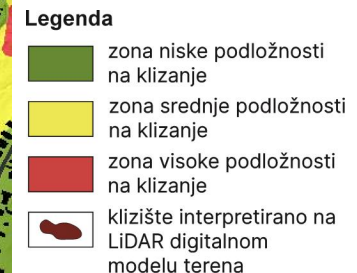 Legenda
zona niske podložnosti
na klizanje
zona srednje podložnosti
na klizanje
zona visoke podložnosti
na klizanje
klizište interpretirano na
LiDAR digitalnom
modelu terena